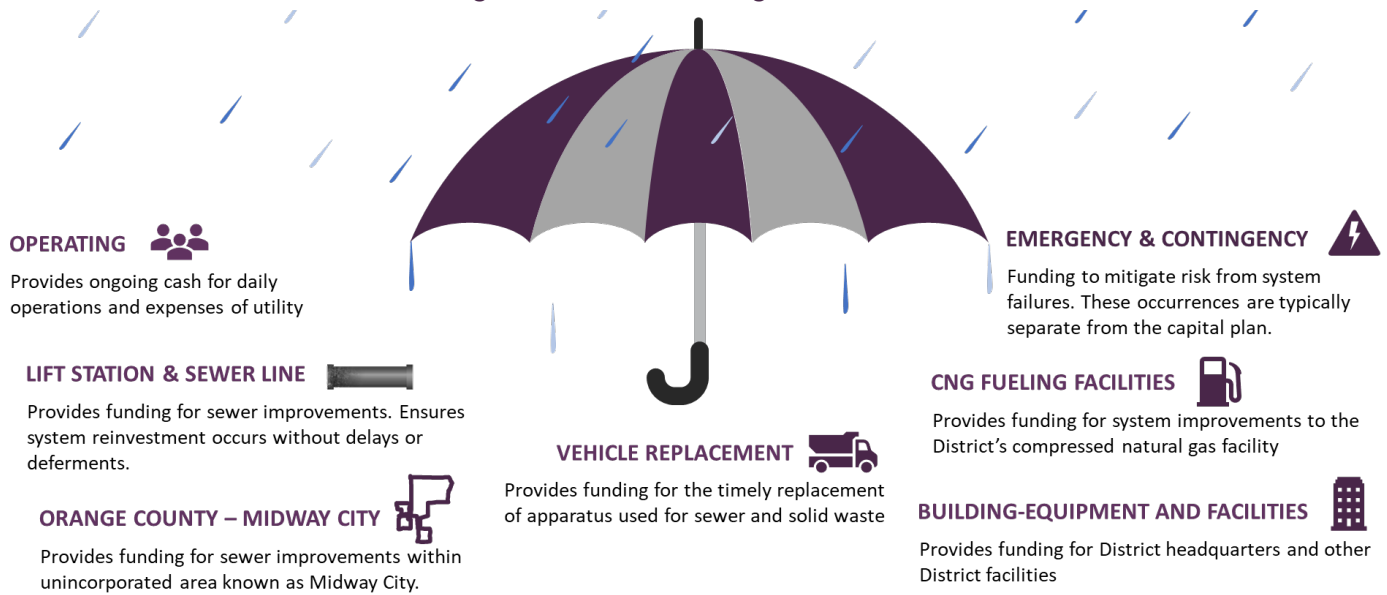 OPERATING
Provides ongoing cash for daily
operations and expenses of utility
LIFT STATION & SEWER LINE
Provides funding for sewer improvements. Ensures
system reinvestment occurs without delays or
deferments.
ORANGE COUNTY – MIDWAY CITY
Provides funding for sewer improvements within
unincorporated area known as Midway City.
VEHICLE REPLACEMENT
Provides funding for the timely replacement
of apparatus used for sewer and solid waste
EMERGENCY & CONTINGENCY
Funding to mitigate risk from system
failures. These occurrences are typically
separate from the capital plan.
CNG FUELING FACILITIES
Provides funding for system improvements to the
District’s compressed natural gas facility
BUILDING-EQUIPMENT AND FACILITIES
Provides funding for District headquarters and other
District facilities